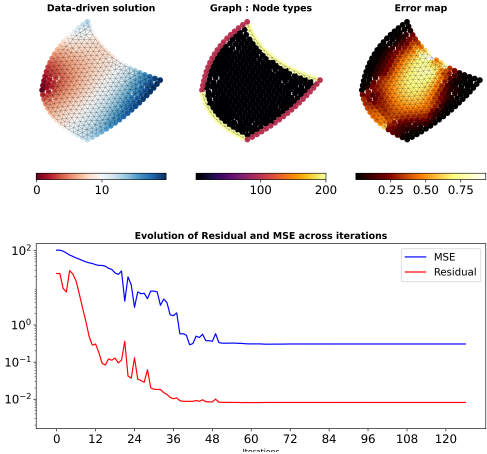 Data-driven solution
Graph : Node types
Error map
0 10
100 200
0.25 0.50 0.75
Evolution of Residual and MSE across iterations
MSE
Residual
10²
10⁰
10⁻¹
10⁻²
0 12 24 36 48 60 72 84 96 108 120
Iterations